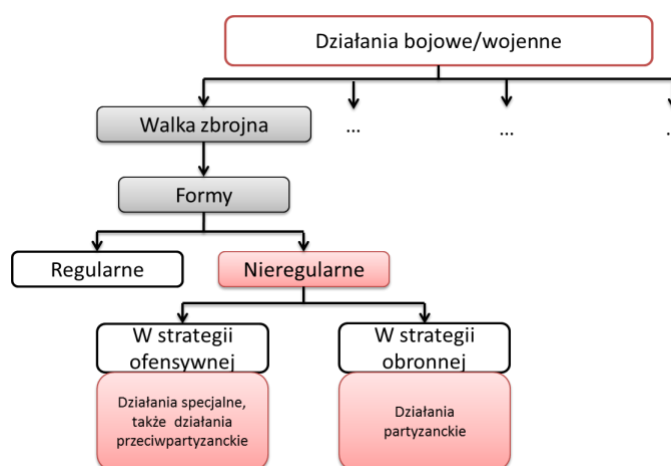 Działania bojowe/wojenne
Walka zbrojna
...
...
..
Formy
Regularne
Nieregularne
W strategii
ofensywnej
W strategii
obronnej
Działania specjalne,
także działania
przeciwpartyzanckie
Działania
partyzanckie